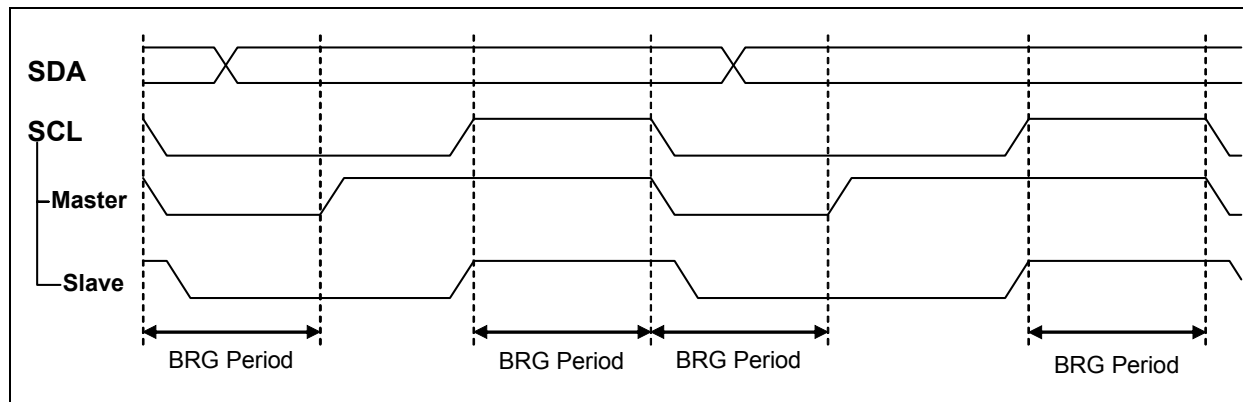 SDA
SCL
Master
Slave
BRG Period
BRG Period
BRG Period
BRG Period